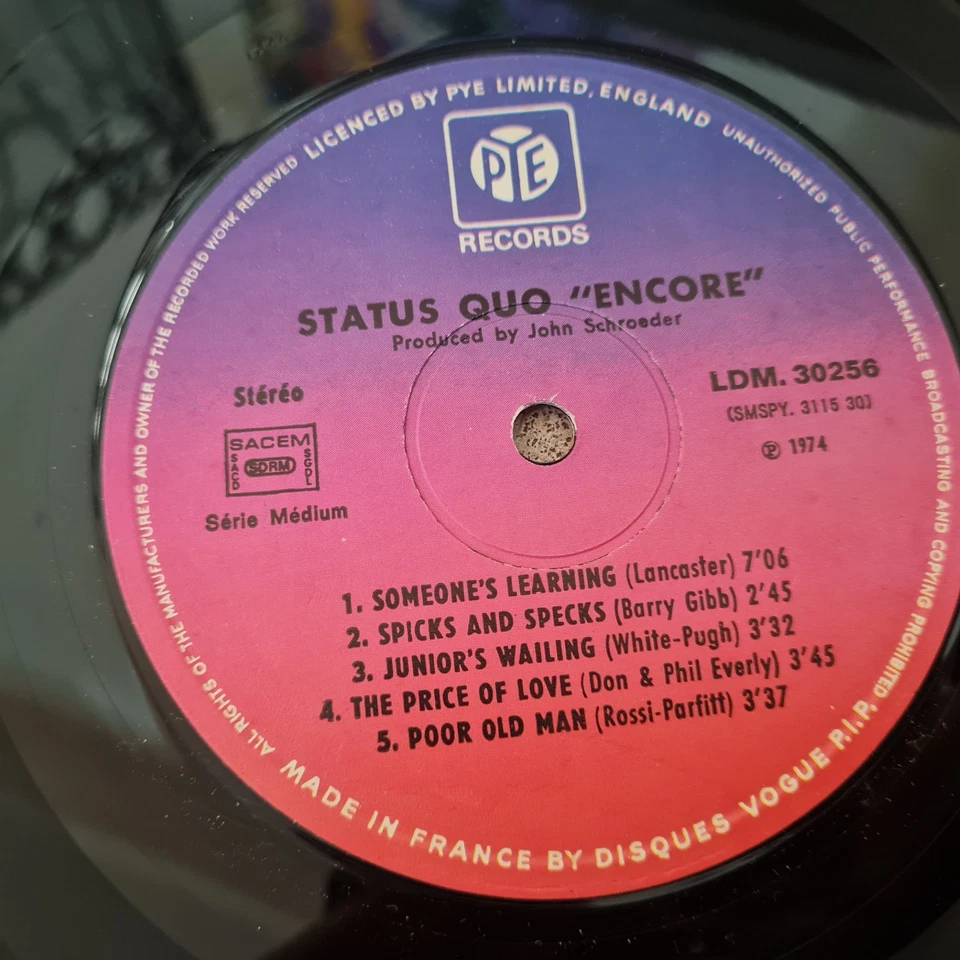 ALL RIGHTS OF THE MANUFACTURERS AND OWNER OF THE RECORDED WORK RESERVED LICENCED BY PYE LIMITED, ENGLAND UNAUTHORIZED PUBLIC PERFORMANCE BROADCASTING AND COPYING PROHIBITED
PYE
RECORDS
STATUS QUO "ENCORE"
Produced by John Schroeder
Stéréo
LDM. 30256
(SMSPY. 3115 30)
SACEM
SACD
SDRM
SGDL
℗ 1974
Série Médium
1. SOMEONE'S LEARNING (Lancaster) 7'06
2. SPICKS AND SPECKS (Barry Gibb) 2'45
3. JUNIOR'S WAILING (White-Pugh) 3'32
4. THE PRICE OF LOVE (Don & Phil Everly) 3'45
5. POOR OLD MAN (Rossi-Parfitt) 3'37
MADE IN FRANCE BY DISQUES VOGUE P.I.P.